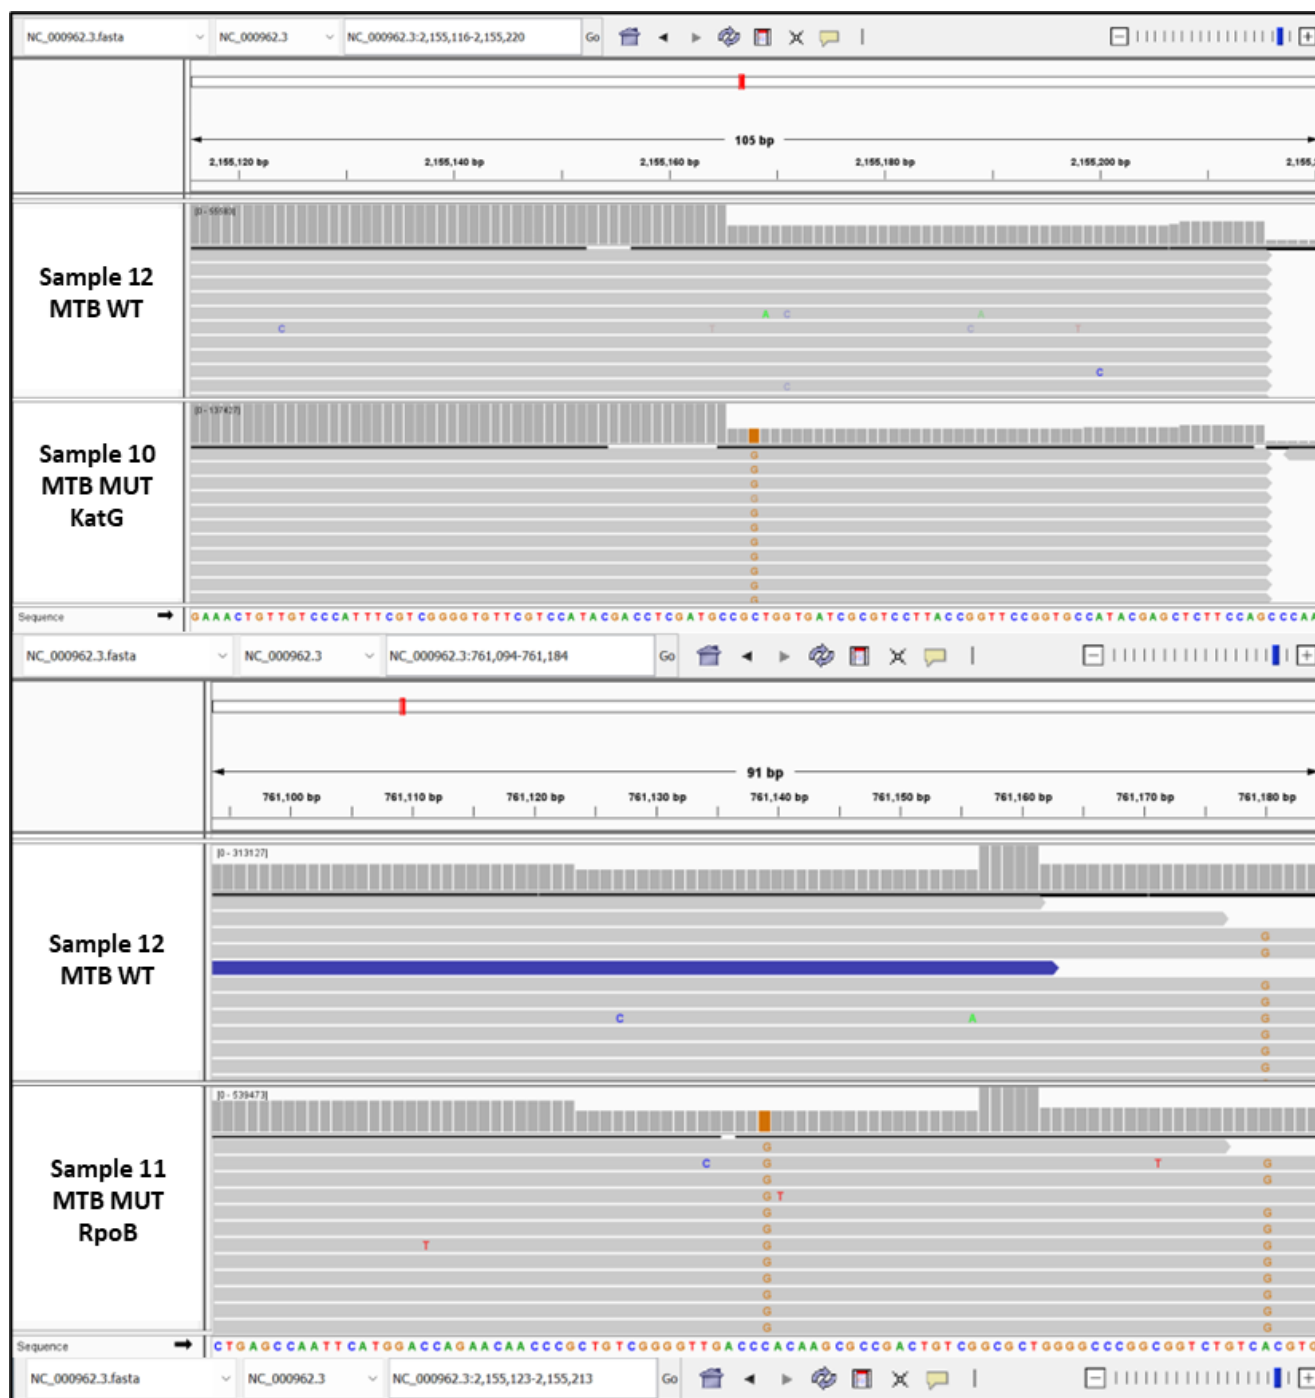 NC_000962.3.fasta NC_000962.3 NC_000962.3:2,155,116-2,155,220 Go
105 bp
2,155,120 bp 2,155,140 bp 2,155,160 bp 2,155,180 bp 2,155,200 bp
Sample 12
MTB WT
A C A
C T C T
C
C
Sample 10
MTB MUT
KatG
G
G
G
G
G
G
G
G
G
G
G
Sequence GAAACTGTTGTCCCATTTCGTCGGGGTGTTCGTCCATACGACCTCGATGCCGCTGGTGATCGCGTCCTTACCGGTTCCGGTGCCATACGAGCTCTTCCAGCCCAA
NC_000962.3.fasta NC_000962.3 NC_000962.3:761,094-761,184 Go
91 bp
761,100 bp 761,110 bp 761,120 bp 761,130 bp 761,140 bp 761,150 bp 761,160 bp 761,170 bp 761,180 bp
[0 - 313127]
Sample 12
MTB WT
G
G
G
G
C A G
G
G
G
[0 - 539473]
Sample 11
MTB MUT
RpoB
G
C G T G
G G
G T
G G
G G
T G G
G G
G G
G G
G G
G G
Sequence CTGAGCCAATTCATGGACCAGAACAACCCGCTGTCGGGGTTGACCCACAAGCGCCGACTGTCGGCGCTGGGGCCCGGCGGTCTGTCACGTG
NC_000962.3.fasta NC_000962.3 NC_000962.3:2,155,123-2,155,213 Go